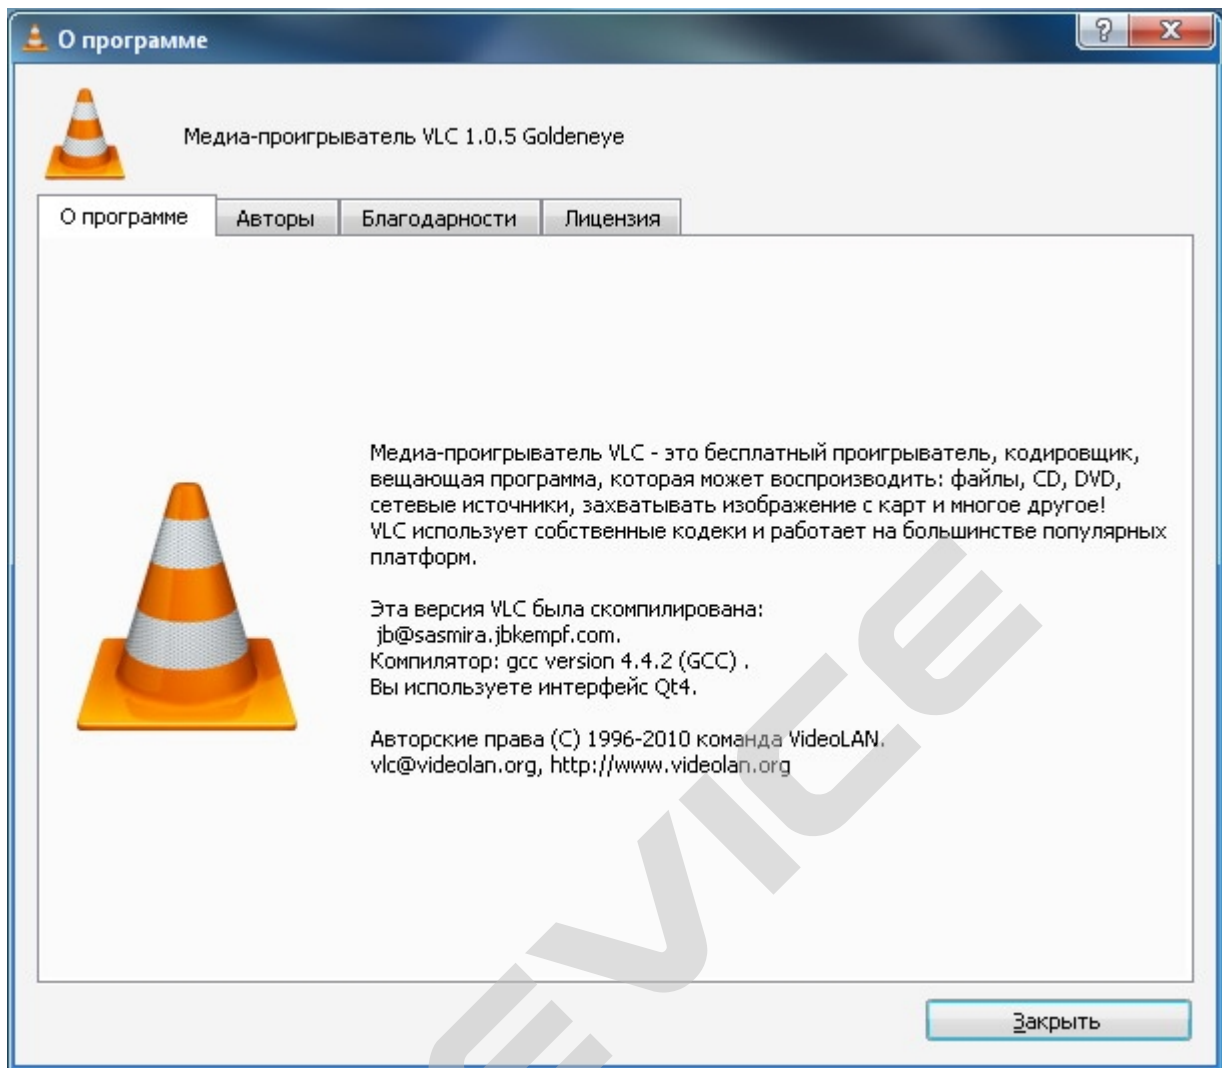 О программе
Медиа-проигрыватель VLC 1.0.5 Goldeneye
О программе Авторы Благодарности Лицензия
Медиа-проигрыватель VLC - это бесплатный проигрыватель, кодировщик,
вещающая программа, которая может воспроизводить: файлы, CD, DVD,
сетевые источники, захватывать изображение с карт и многое другое!
VLC использует собственные кодеки и работает на большинстве популярных
платформ.
Эта версия VLC была скомпилирована:
jb@sasmira.jbkempf.com.
Компилятор: gcc version 4.4.2 (GCC) .
Вы используете интерфейс Qt4.
Авторские права (C) 1996-2010 команда VideoLAN.
vlc@videolan.org, http://www.videolan.org
Закрыть